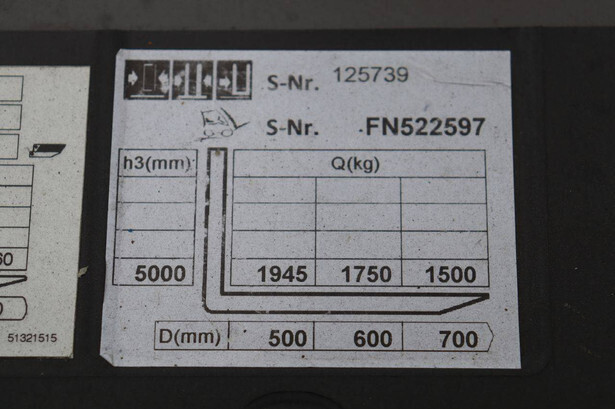 S-Nr. 125739
S-Nr. FN522597
h3(mm) Q(kg)
5000 1945 1750 1500
D(mm) 500 600 700
51321515